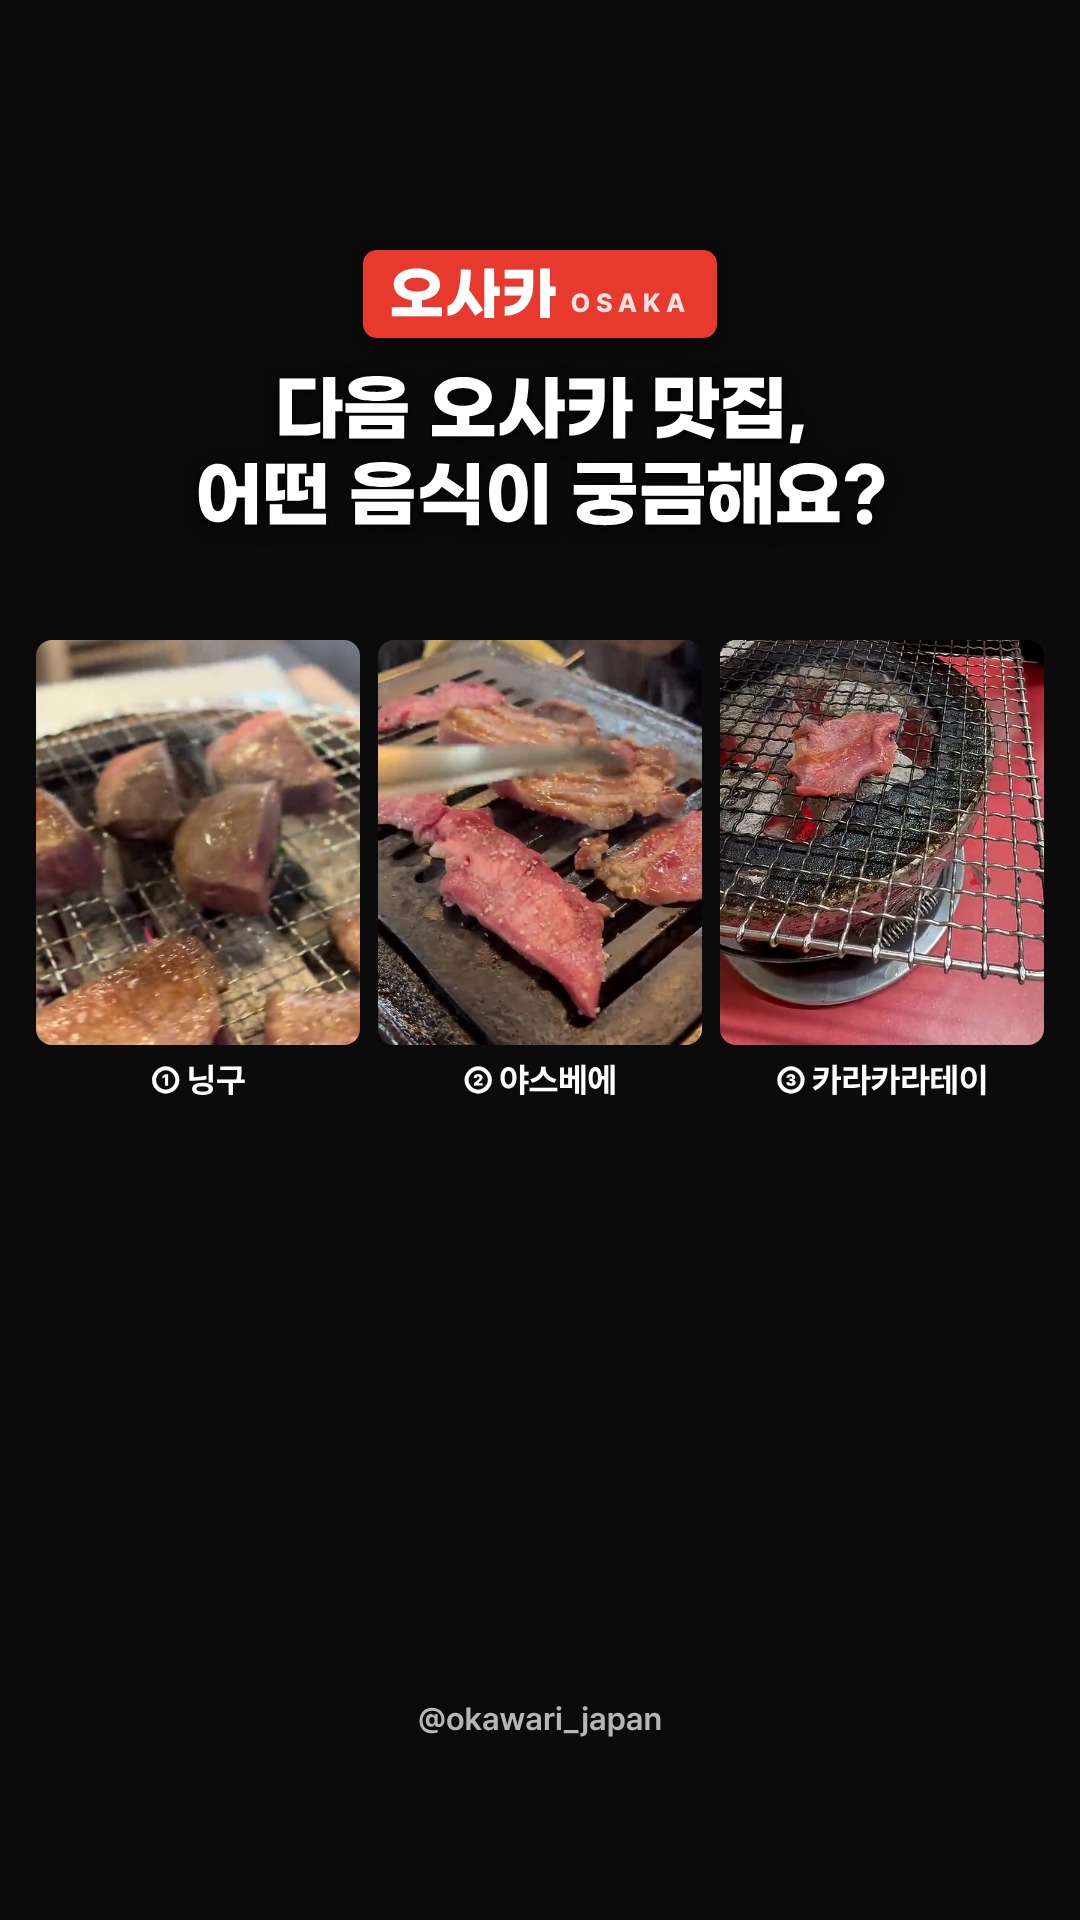 오사카 OSAKA
다음 오사카 맛집,
어떤 음식이 궁금해요?
① 닝구
② 야스베에
③ 카라카라테이
@okawari_japan